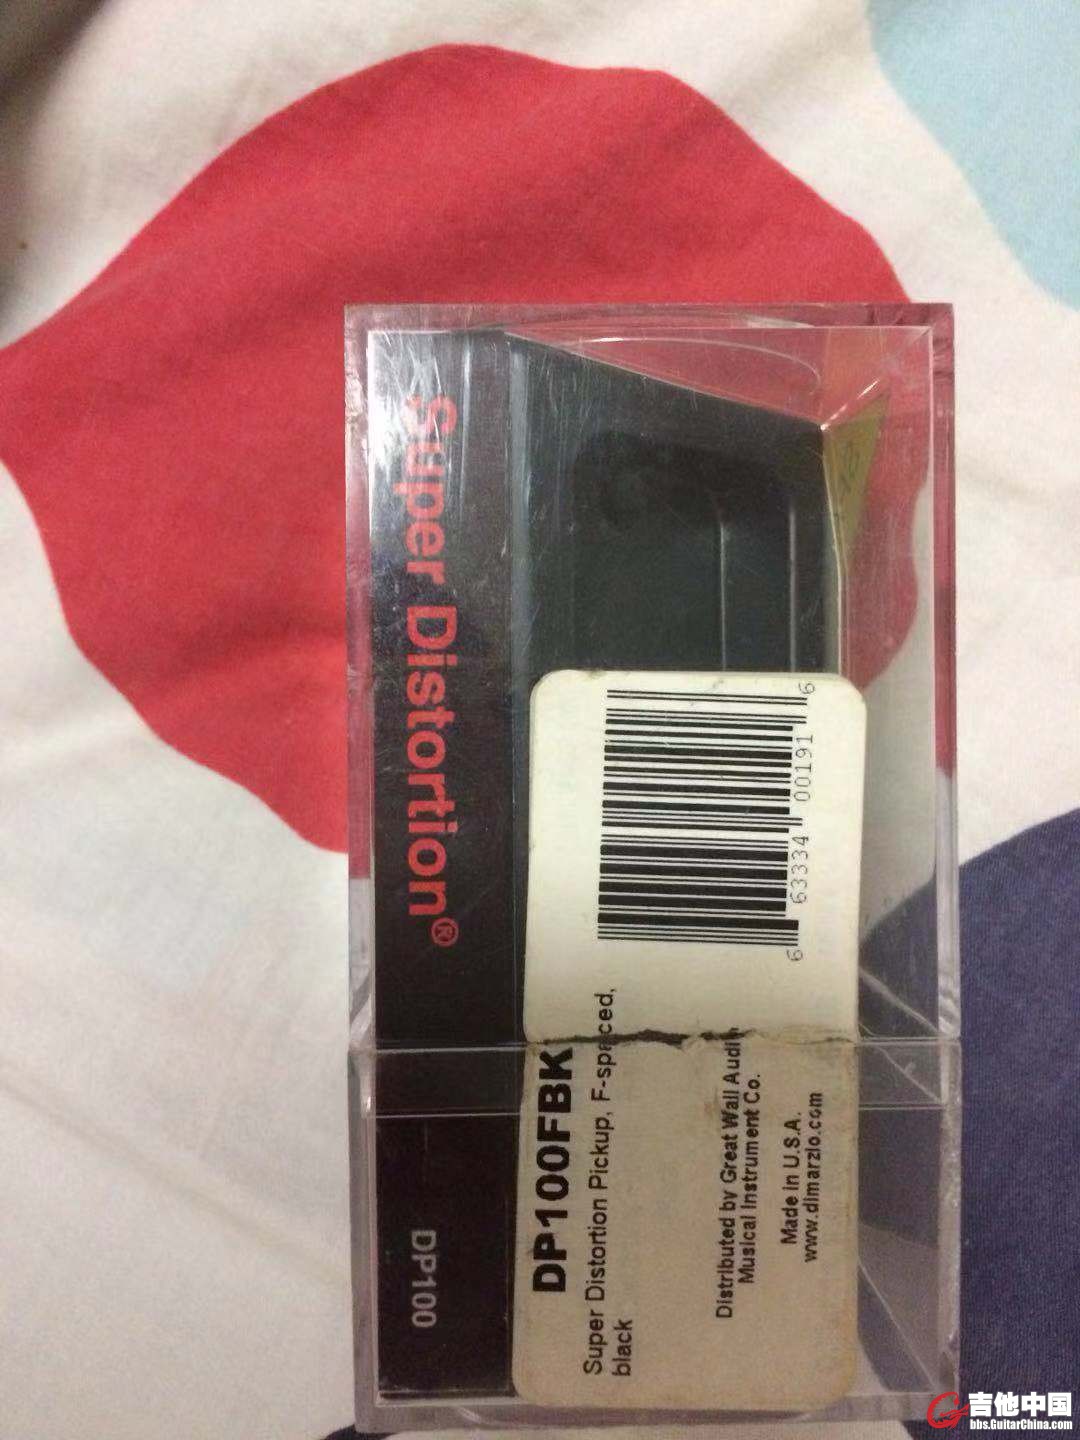 Super Distortion®
DP100
6 63334 00191 6
DP100FBK
Super Distortion Pickup, F-spaced,
black
Distributed by Great Wall Audio
Musical Instrument Co.
Made in U.S.A.
www.dimarzio.com
吉他中国
bbs.GuitarChina.com